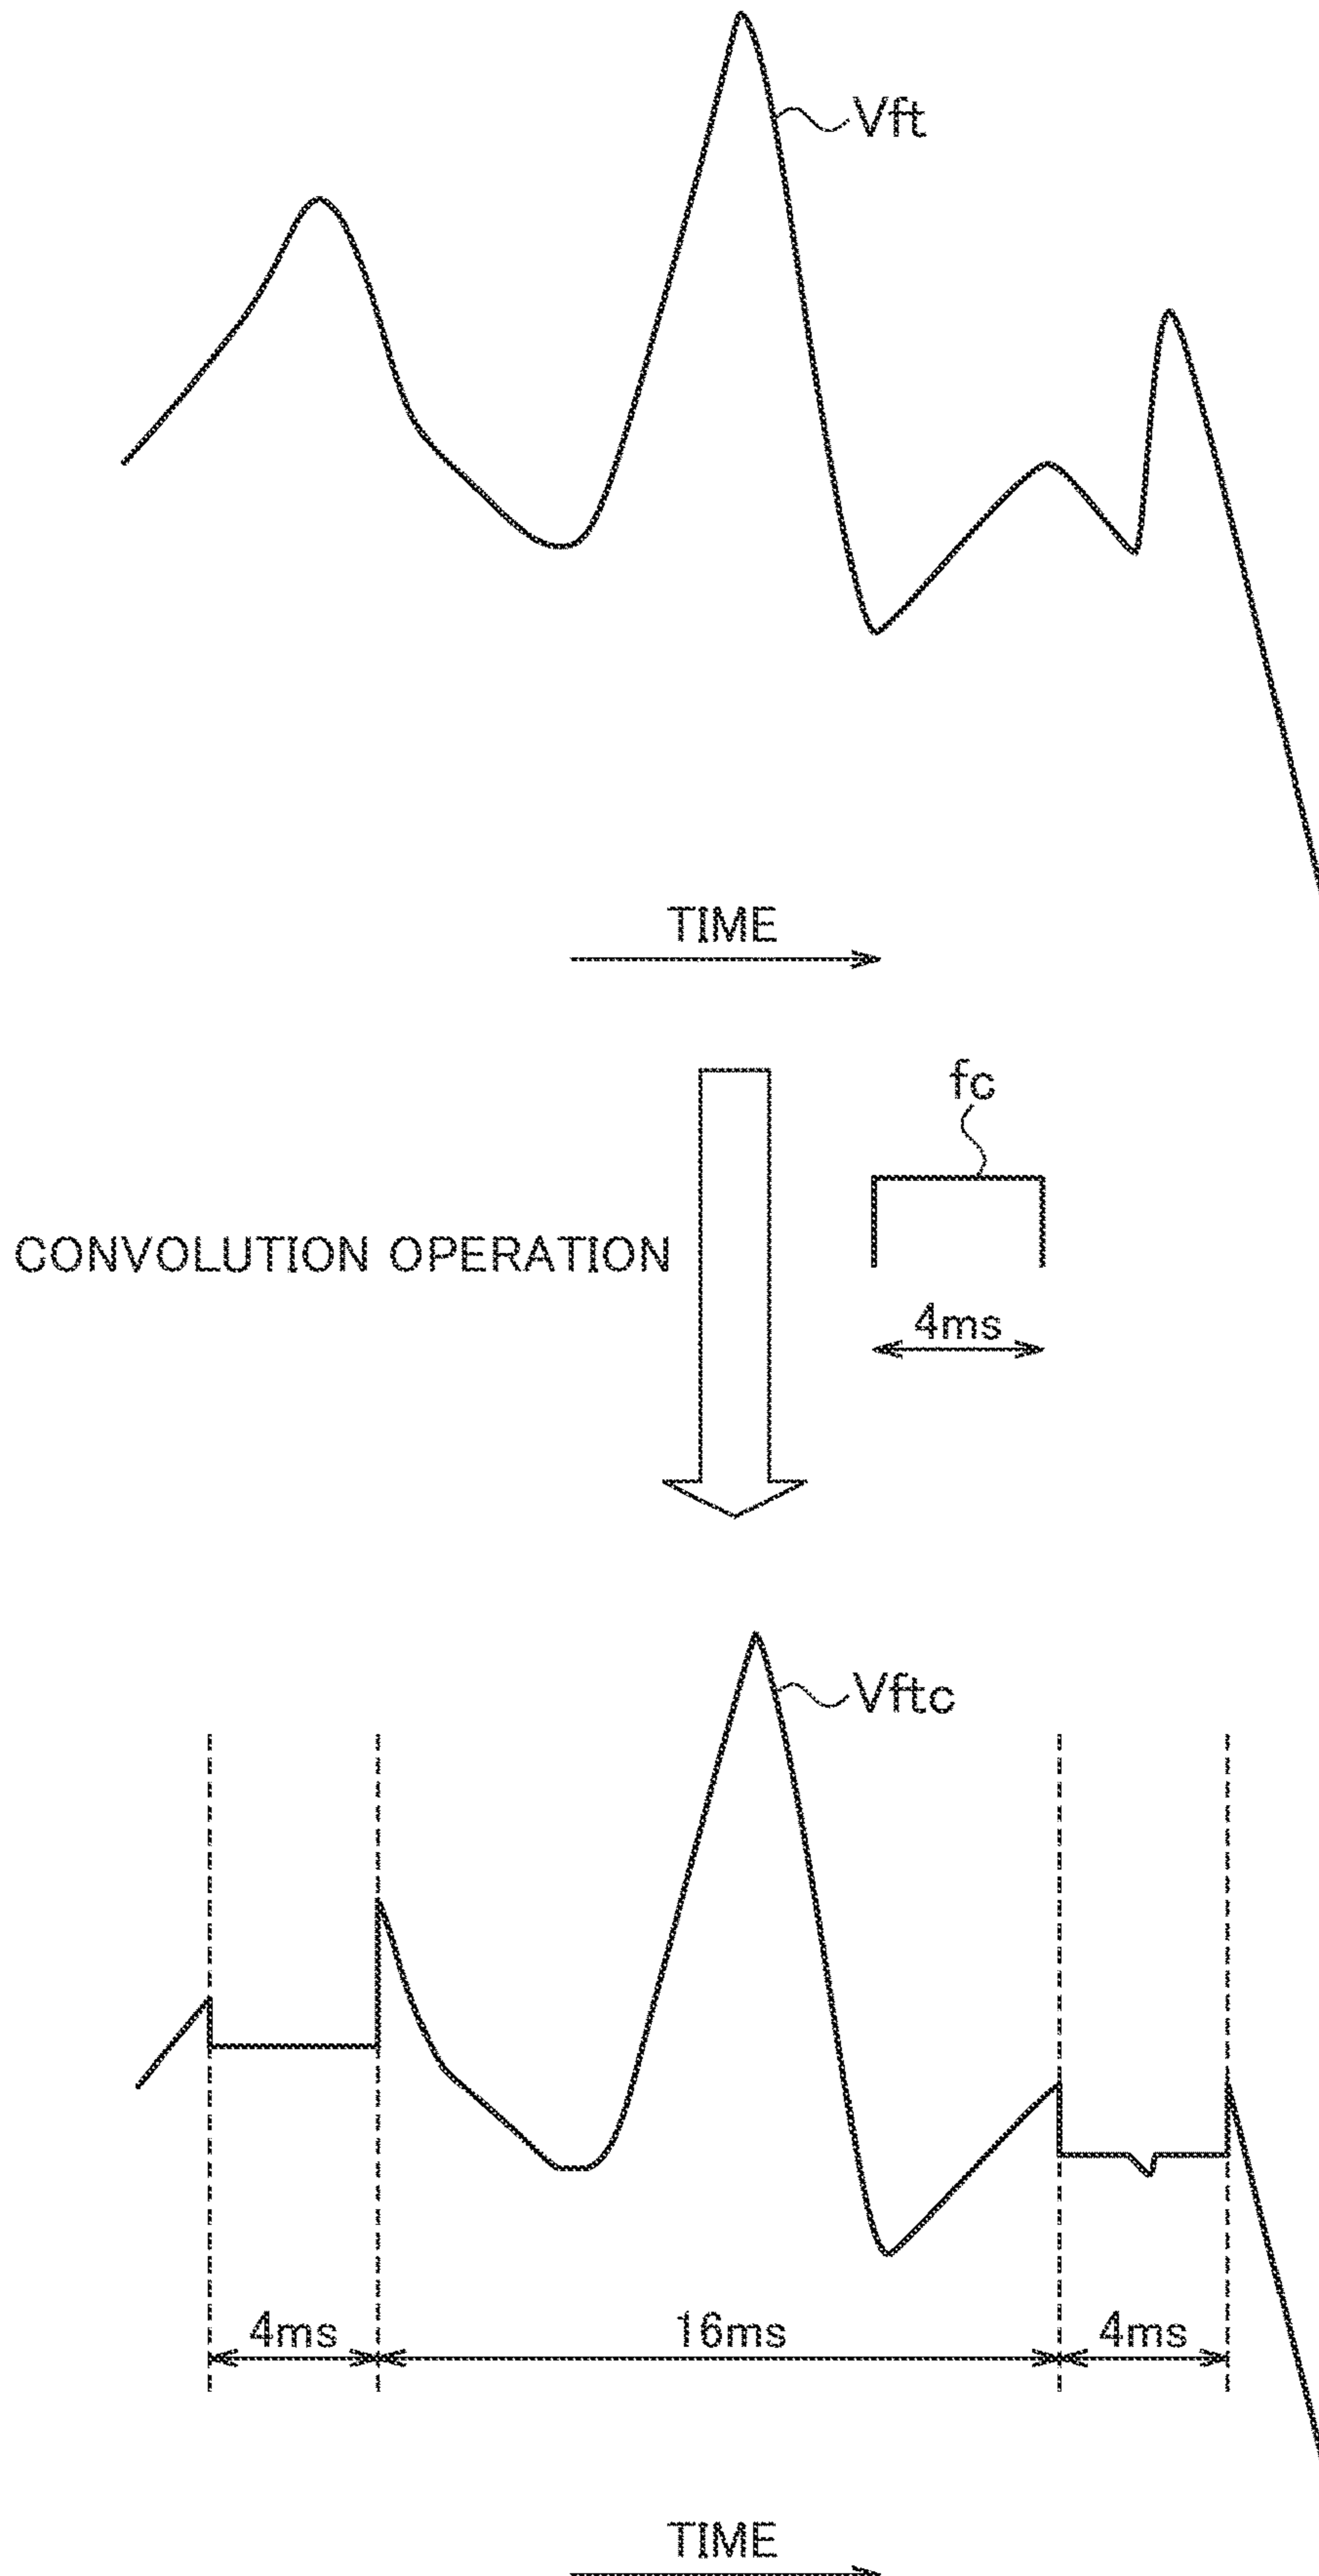 Vft
TIME
fc
CONVOLUTION OPERATION
4ms
Vftc
4ms
16ms
4ms
TIME